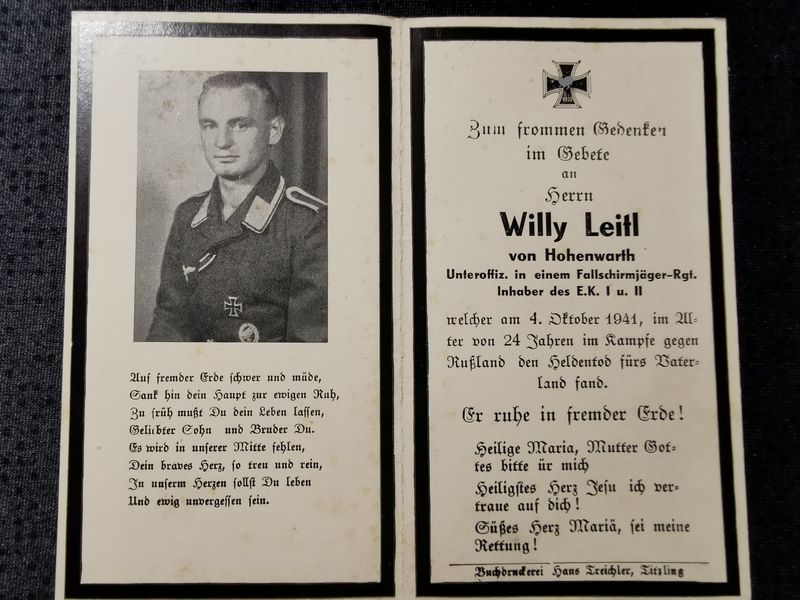 Auf fremder Erde schwer und müde,
Sank hin dein Haupt zur ewigen Ruh,
Zu früh mußt Du dein Leben lassen,
Geliebter Sohn und Bruder Du.
Es wird in unserer Mitte fehlen,
Dein braves Herz, so treu und rein,
In unserm Herzen sollst Du leben
Und ewig unvergessen sein.
Zum frommen Gedenken
im Gebete
an
Herrn
Willy Leitl
von Hohenwarth
Unteroffiz. in einem Fallschirmjäger-Rgt.
Inhaber des E.K. I u. II
welcher am 4. Oktober 1941, im Al-
ter von 24 Jahren im Kampfe gegen
Rußland den Heldentod fürs Vater-
land fand.
Er ruhe in fremder Erde!
Heilige Maria, Mutter Got-
tes bitte ür mich
Heiligstes Herz Jesu ich ver-
traue auf dich!
Süßes Herz Mariä, sei meine
Rettung!
Buchdruckerei Hans Treichler, Titzling